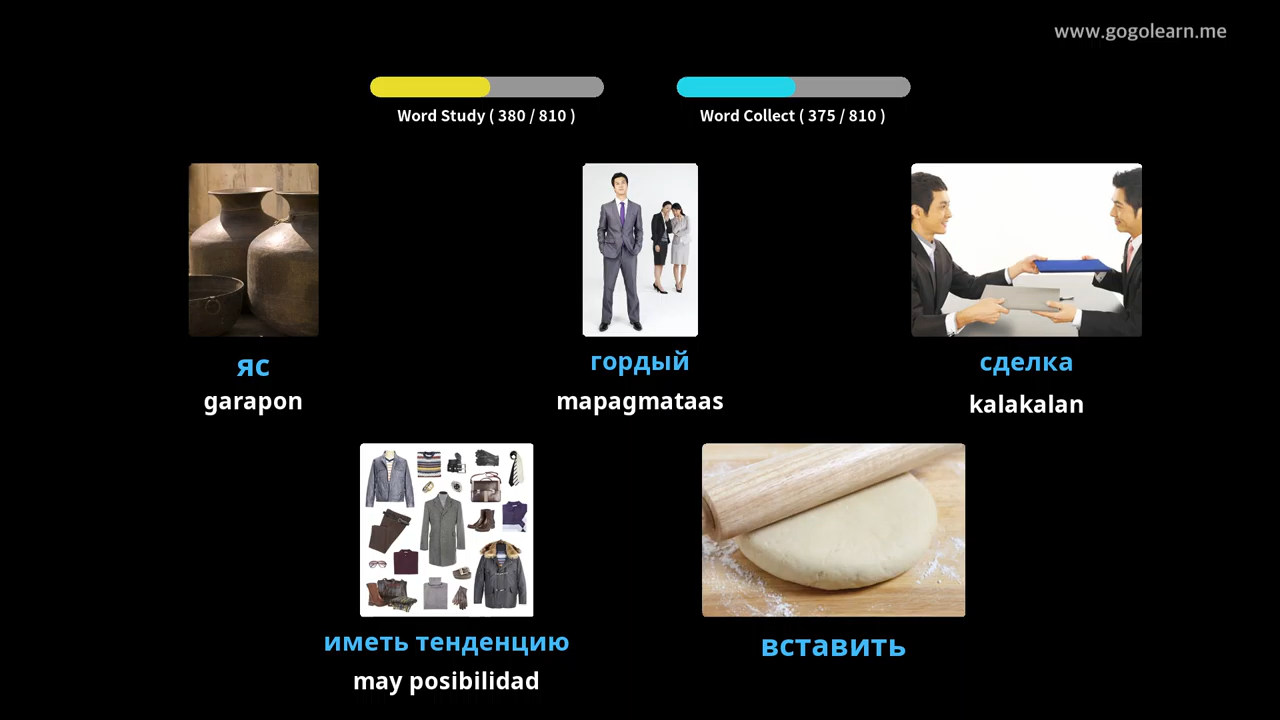 www.gogolearn.me
Word Study ( 380 / 810 )
Word Collect ( 375 / 810 )
яс
garapon
гордый
mapagmataas
сделка
kalakalan
иметь тенденцию
may posibilidad
вставить